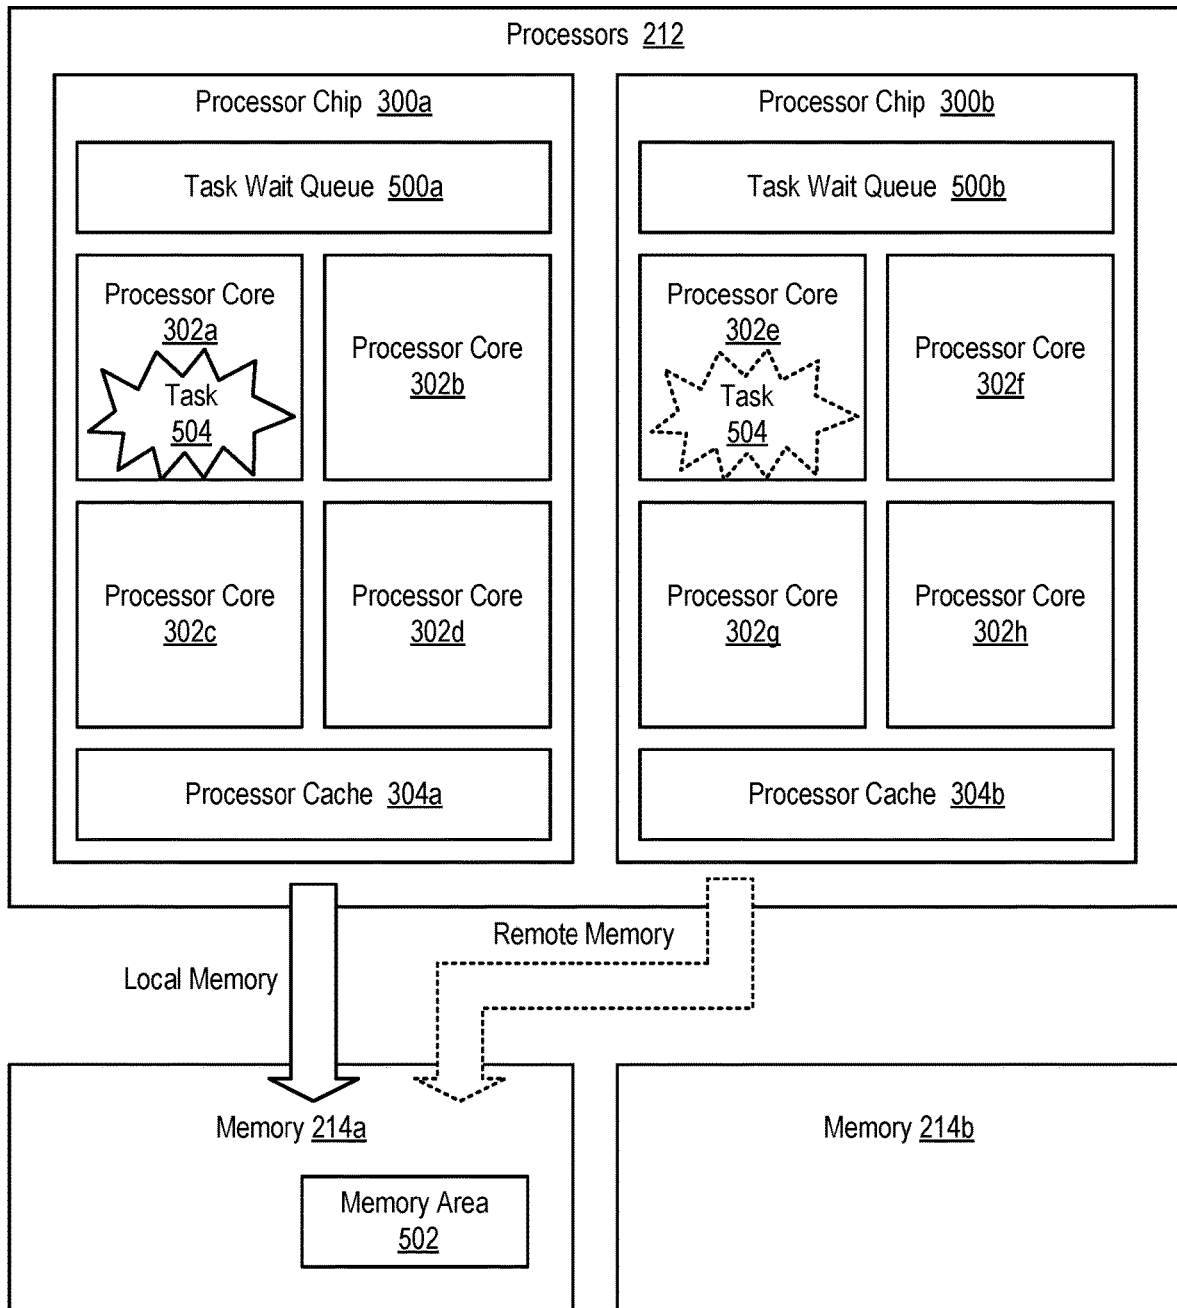 Processors 212
Processor Chip 300a
Task Wait Queue 500a
Processor Core
302a
Task
504
Processor Core
302b
Processor Core
302c
Processor Core
302d
Processor Cache 304a
Processor Chip 300b
Task Wait Queue 500b
Processor Core
302e
Task
504
Processor Core
302f
Processor Core
302g
Processor Core
302h
Processor Cache 304b
Local Memory
Remote Memory
Memory 214a
Memory Area
502
Memory 214b